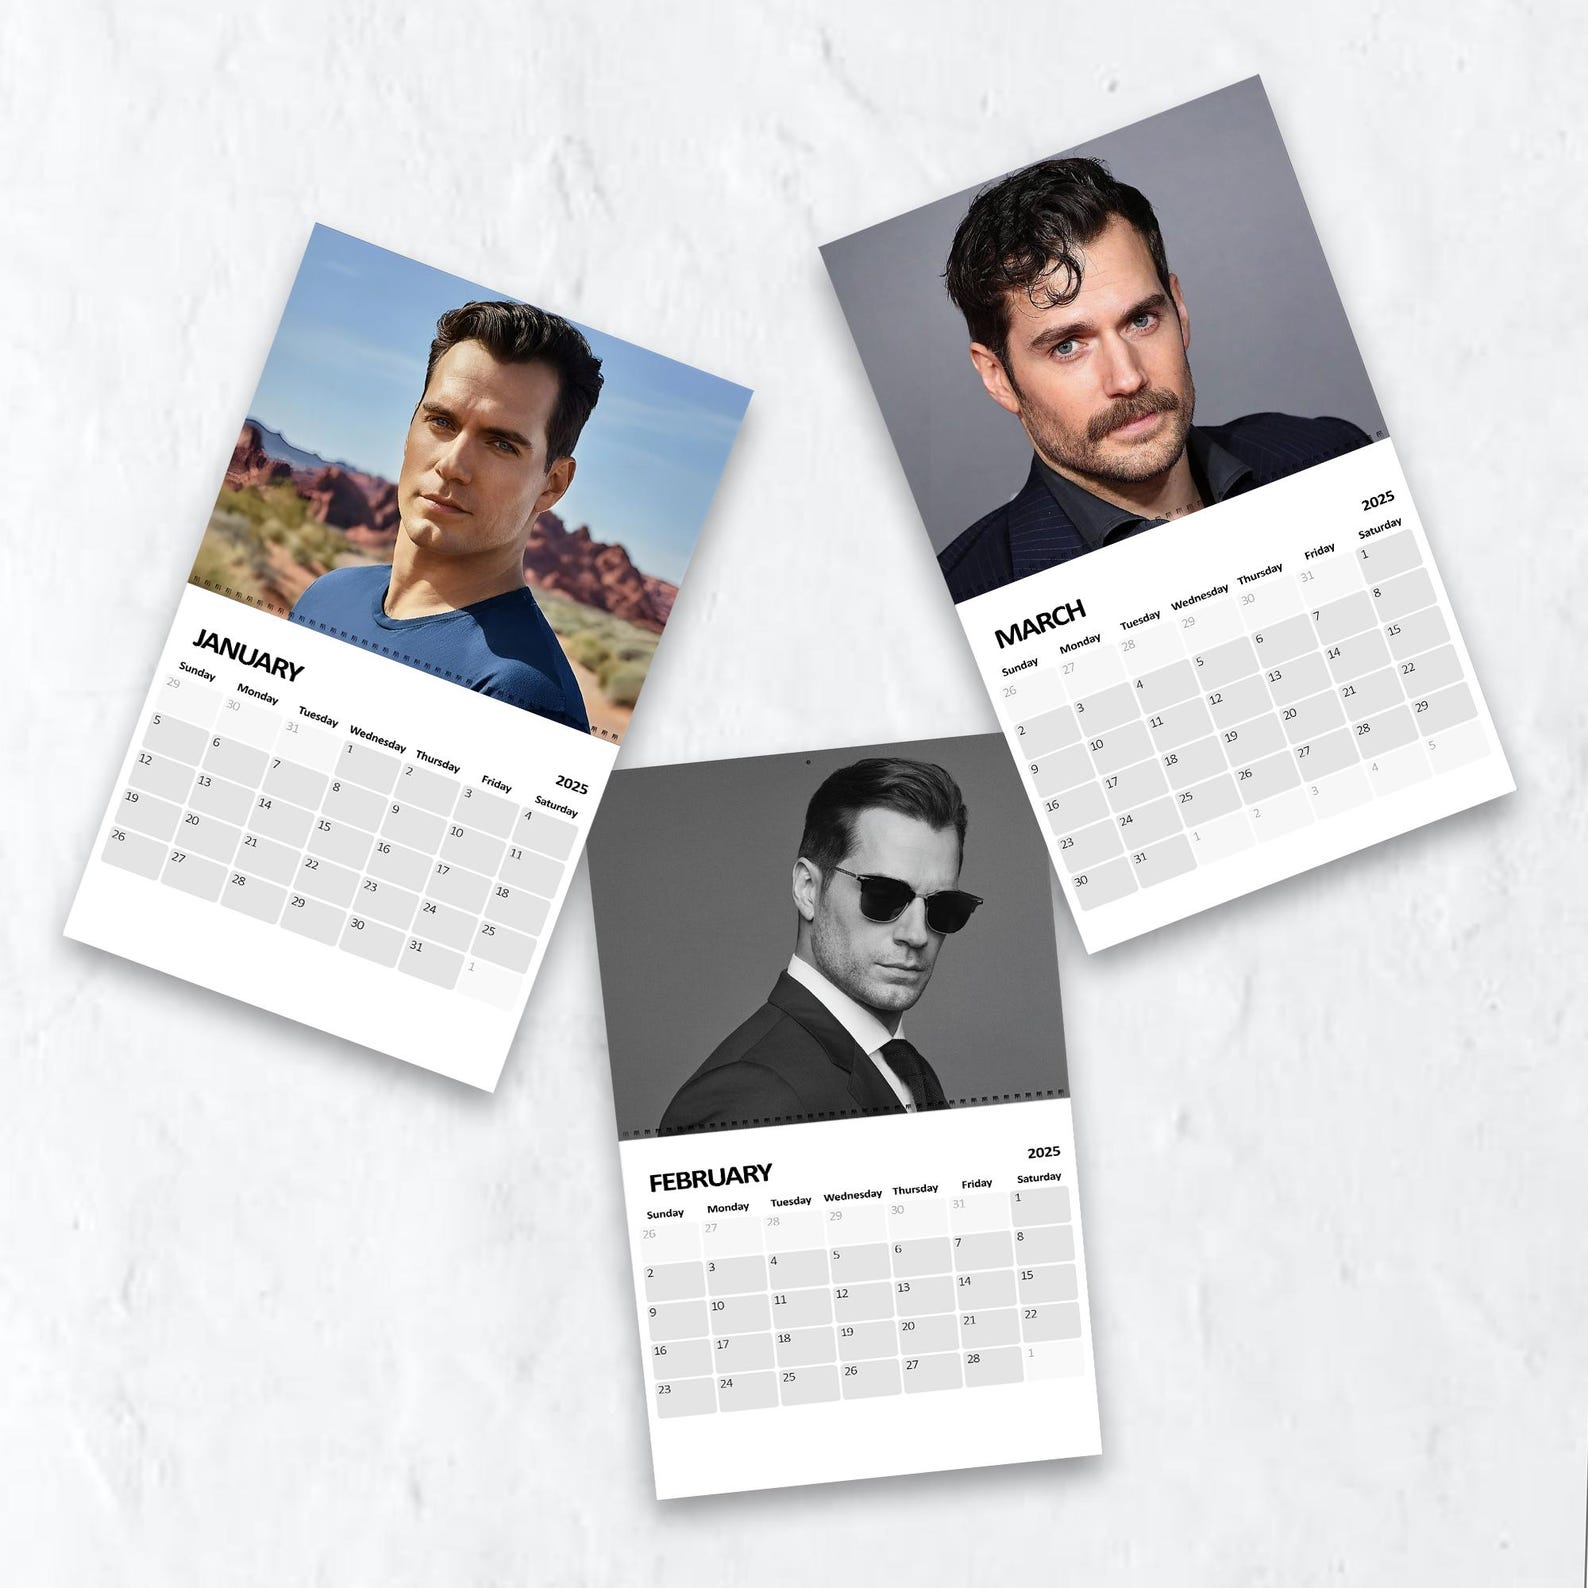 JANUARY
2025
Sunday Monday Tuesday Wednesday Thursday Friday Saturday
29 30 31 1 2 3 4
5 6 7 8 9 10 11
12 13 14 15 16 17 18
19 20 21 22 23 24 25
26 27 28 29 30 31 1
MARCH
2025
Sunday Monday Tuesday Wednesday Thursday Friday Saturday
26 27 28 29 30 31 1
2 3 4 5 6 7 8
9 10 11 12 13 14 15
16 17 18 19 20 21 22
23 24 25 26 27 28 29
30 31 1 2 3 4 5
FEBRUARY
2025
Sunday Monday Tuesday Wednesday Thursday Friday Saturday
26 27 28 29 30 31 1
2 3 4 5 6 7 8
9 10 11 12 13 14 15
16 17 18 19 20 21 22
23 24 25 26 27 28 1